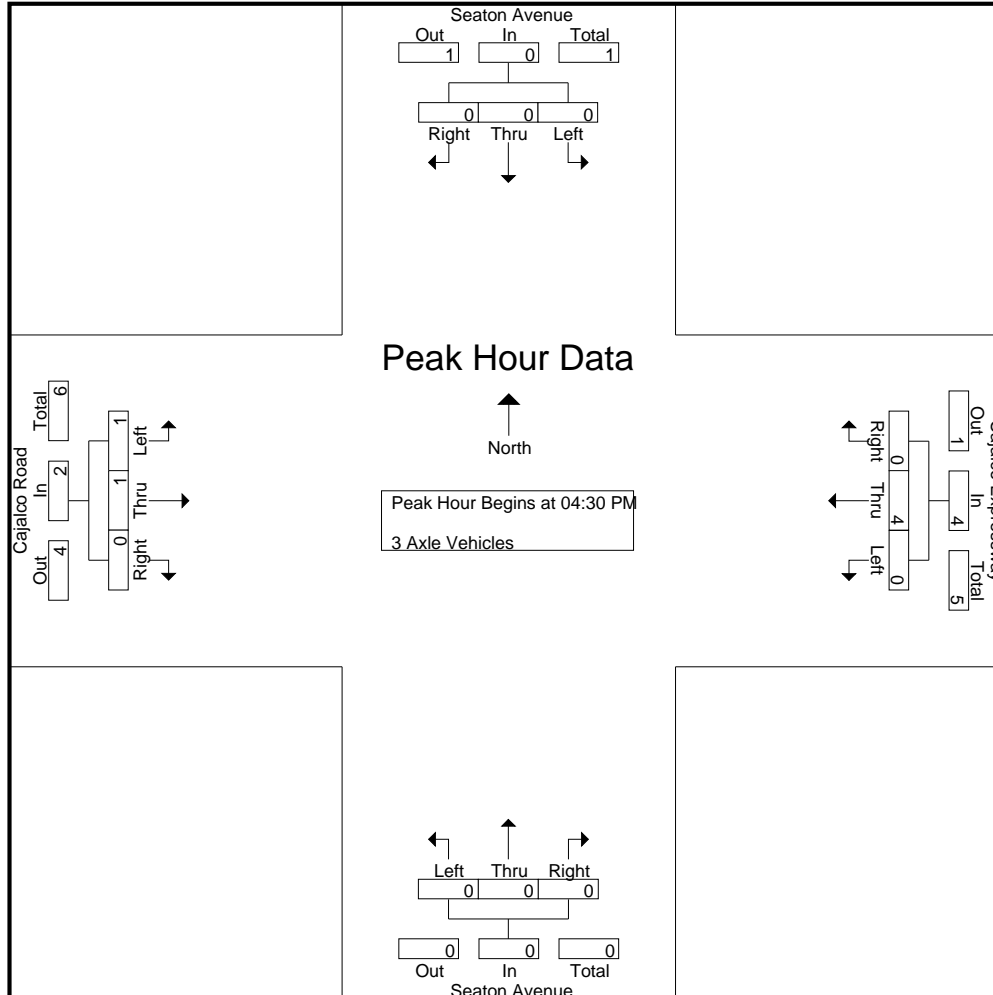 Seaton Avenue
Out In Total
1 0 1
0 0 0
Right Thru Left
Peak Hour Data
North
Peak Hour Begins at 04:30 PM
3 Axle Vehicles
Cajalco Road
Out In Total
4 2 6
Left Thru Right
1 1 0
Out In Total
1 4 5
Right Thru Left
0 4 0
Left Thru Right
0 0 0
0 0 0
Out In Total
Seaton Avenue